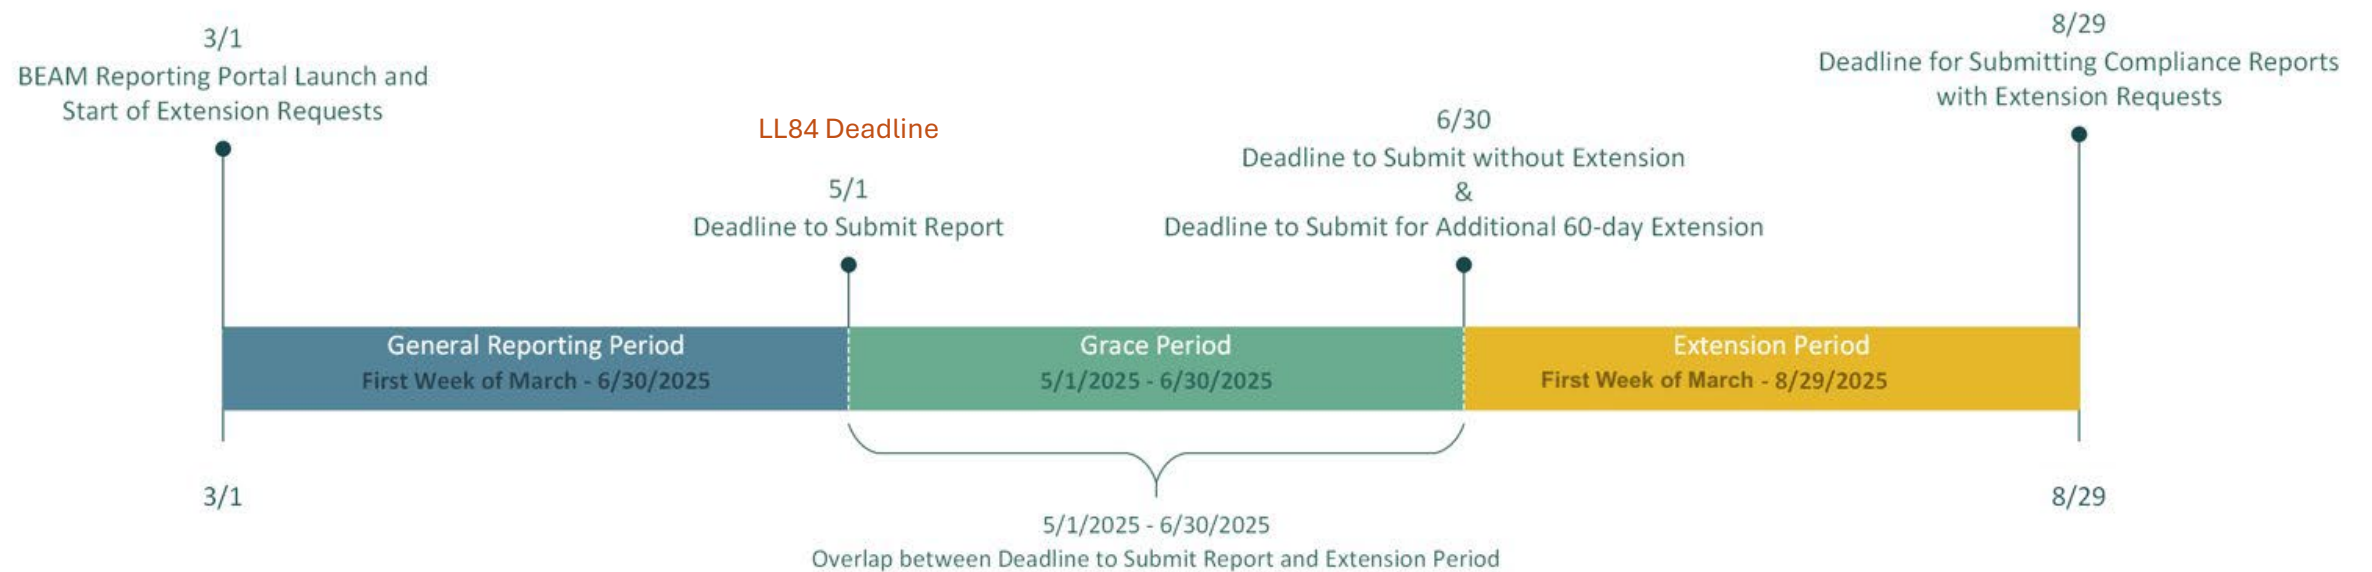 3/1
BEAM Reporting Portal Launch and
Start of Extension Requests
LL84 Deadline
5/1
Deadline to Submit Report
6/30
Deadline to Submit without Extension
&
Deadline to Submit for Additional 60-day Extension
8/29
Deadline for Submitting Compliance Reports
with Extension Requests
General Reporting Period
First Week of March - 6/30/2025
Grace Period
5/1/2025 - 6/30/2025
Extension Period
First Week of March - 8/29/2025
3/1
5/1/2025 - 6/30/2025
Overlap between Deadline to Submit Report and Extension Period
8/29